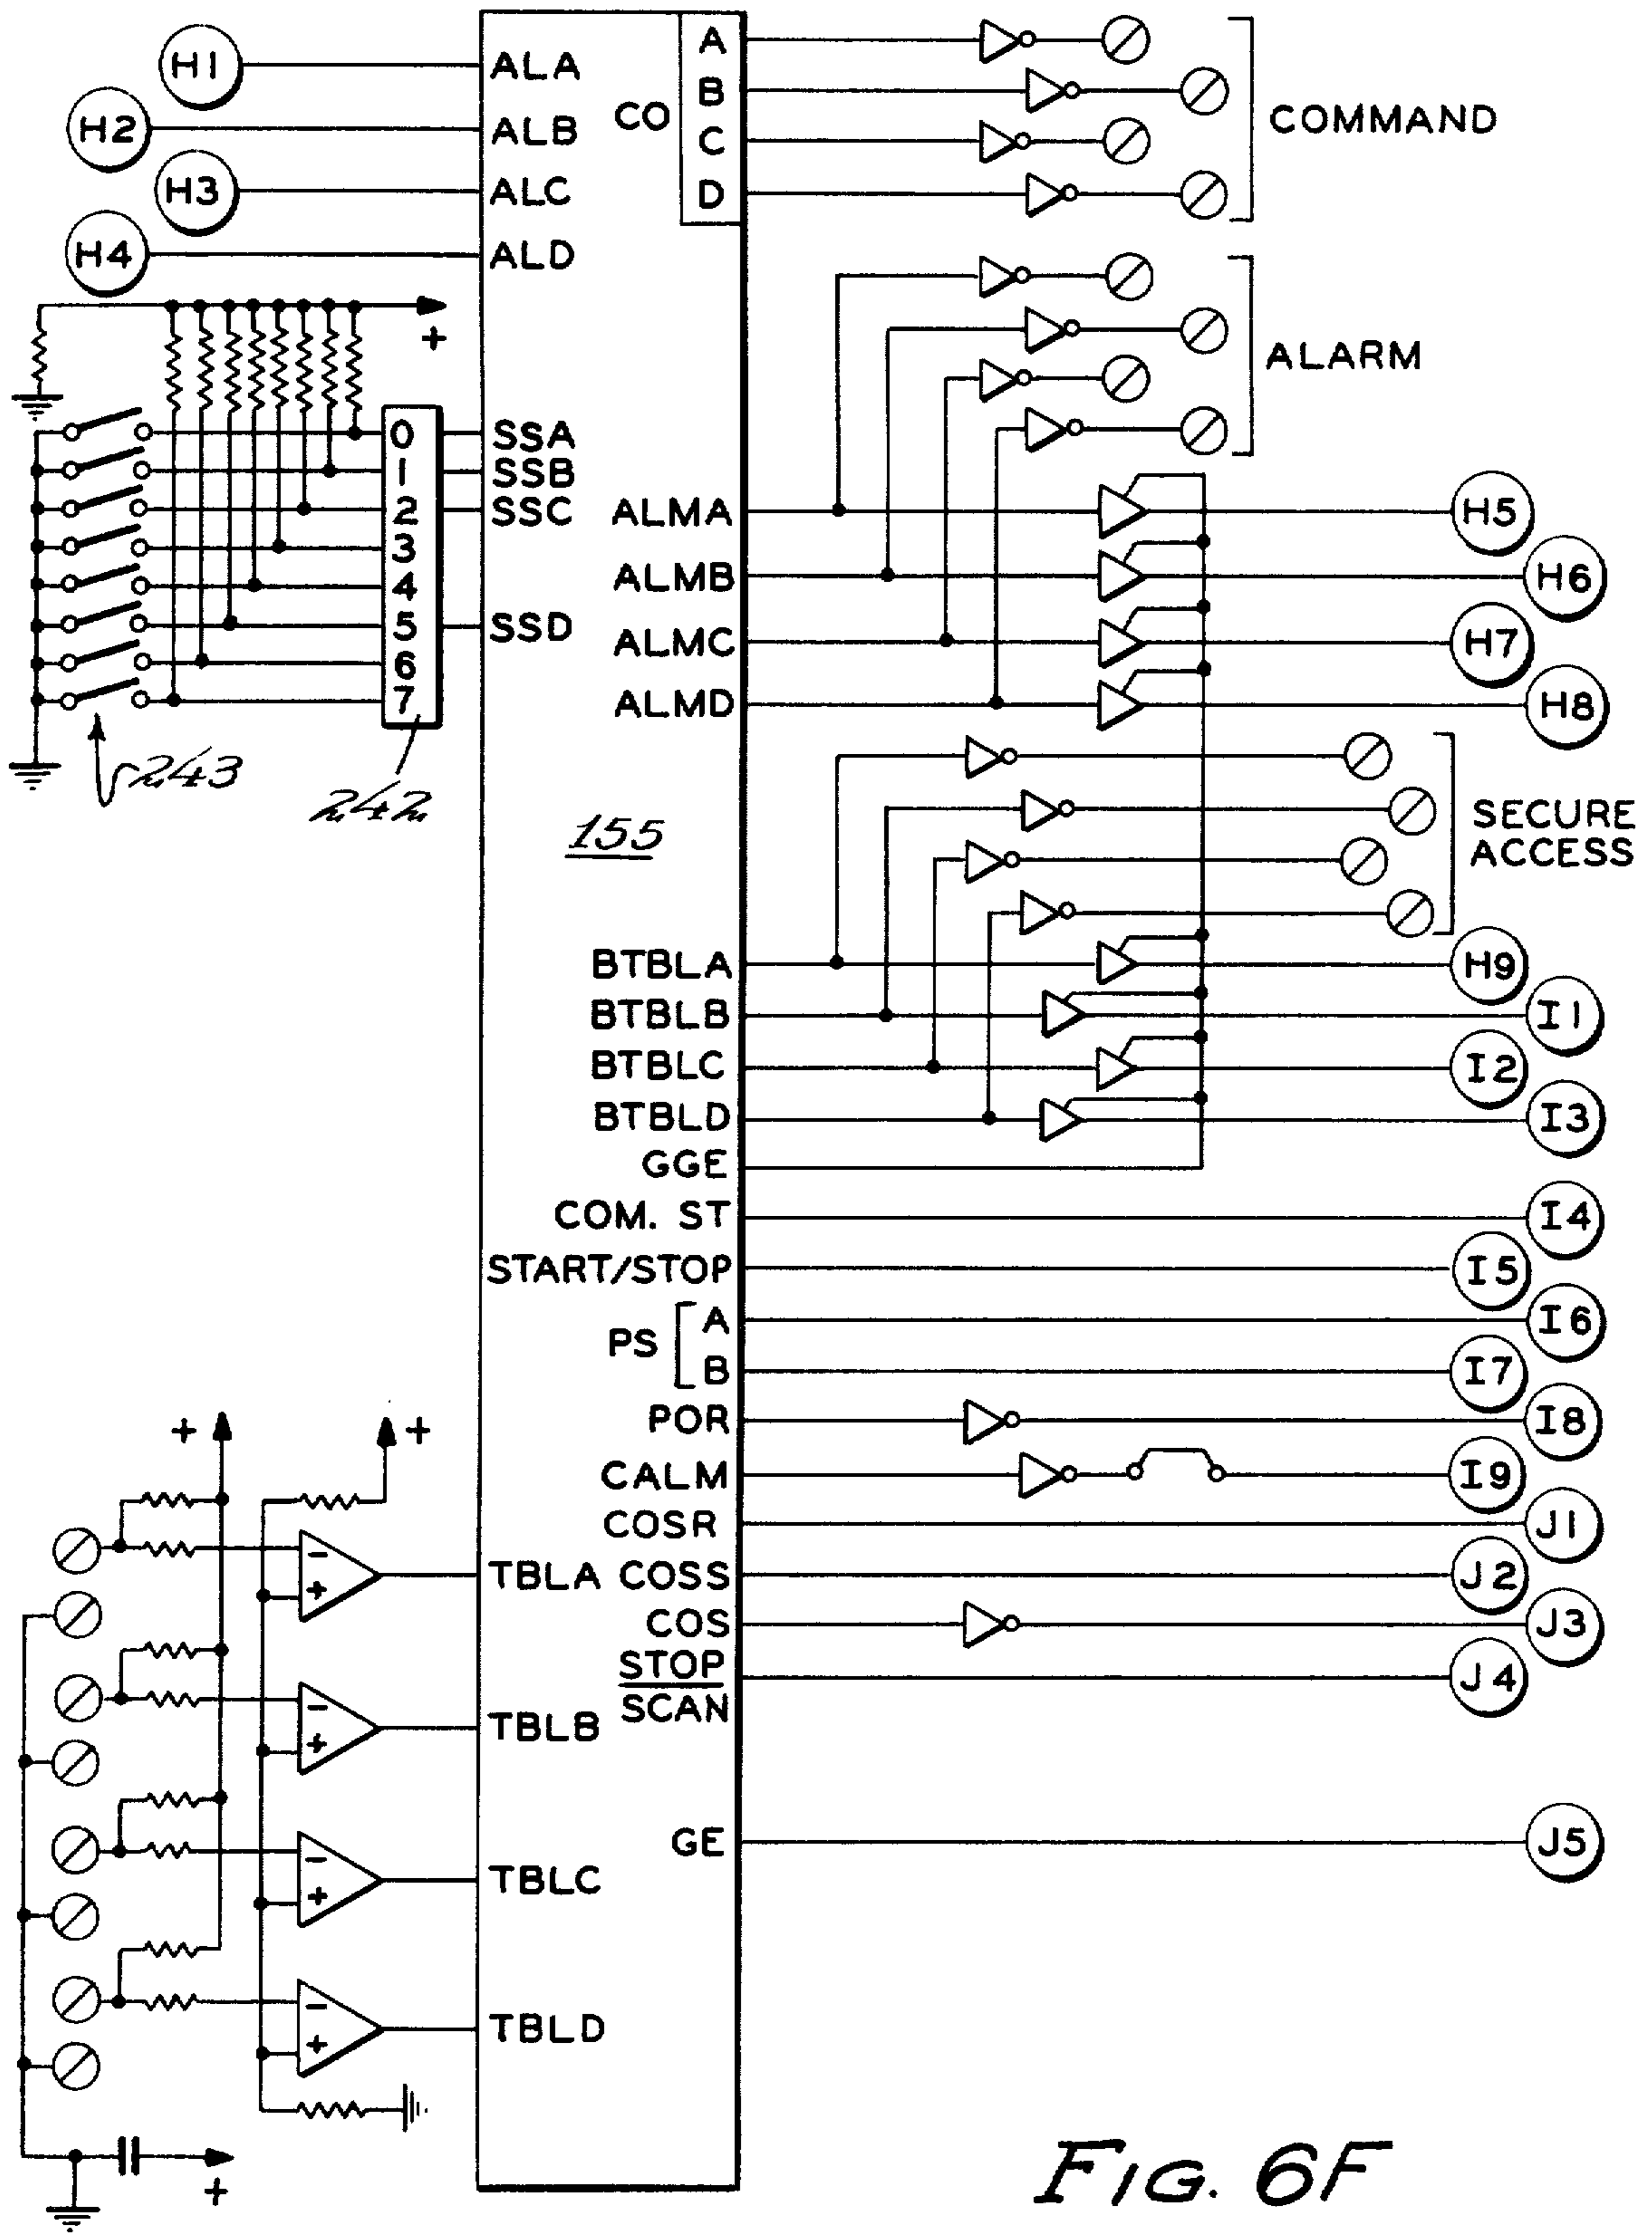 H1
ALA
H2
ALB
H3
ALC
H4
ALD
CO
A
B
C
D
COMMAND
+
ALARM
0
1
2
3
4
5
6
7
SSA
SSB
SSC
SSD
243
242
155
ALMA
H5
ALMB
H6
ALMC
H7
ALMD
H8
SECURE
ACCESS
BTBLA
H9
BTBLB
I1
BTBLC
I2
BTBLD
I3
GGE
COM. ST
I4
START/STOP
I5
PS
A
I6
B
I7
POR
I8
CALM
I9
COSR
J1
COSS
J2
COS
J3
STOP
SCAN
J4
GE
J5
+
+
-
+
TBLA
-
+
TBLB
-
+
TBLC
-
+
TBLD
+
FIG. 6F